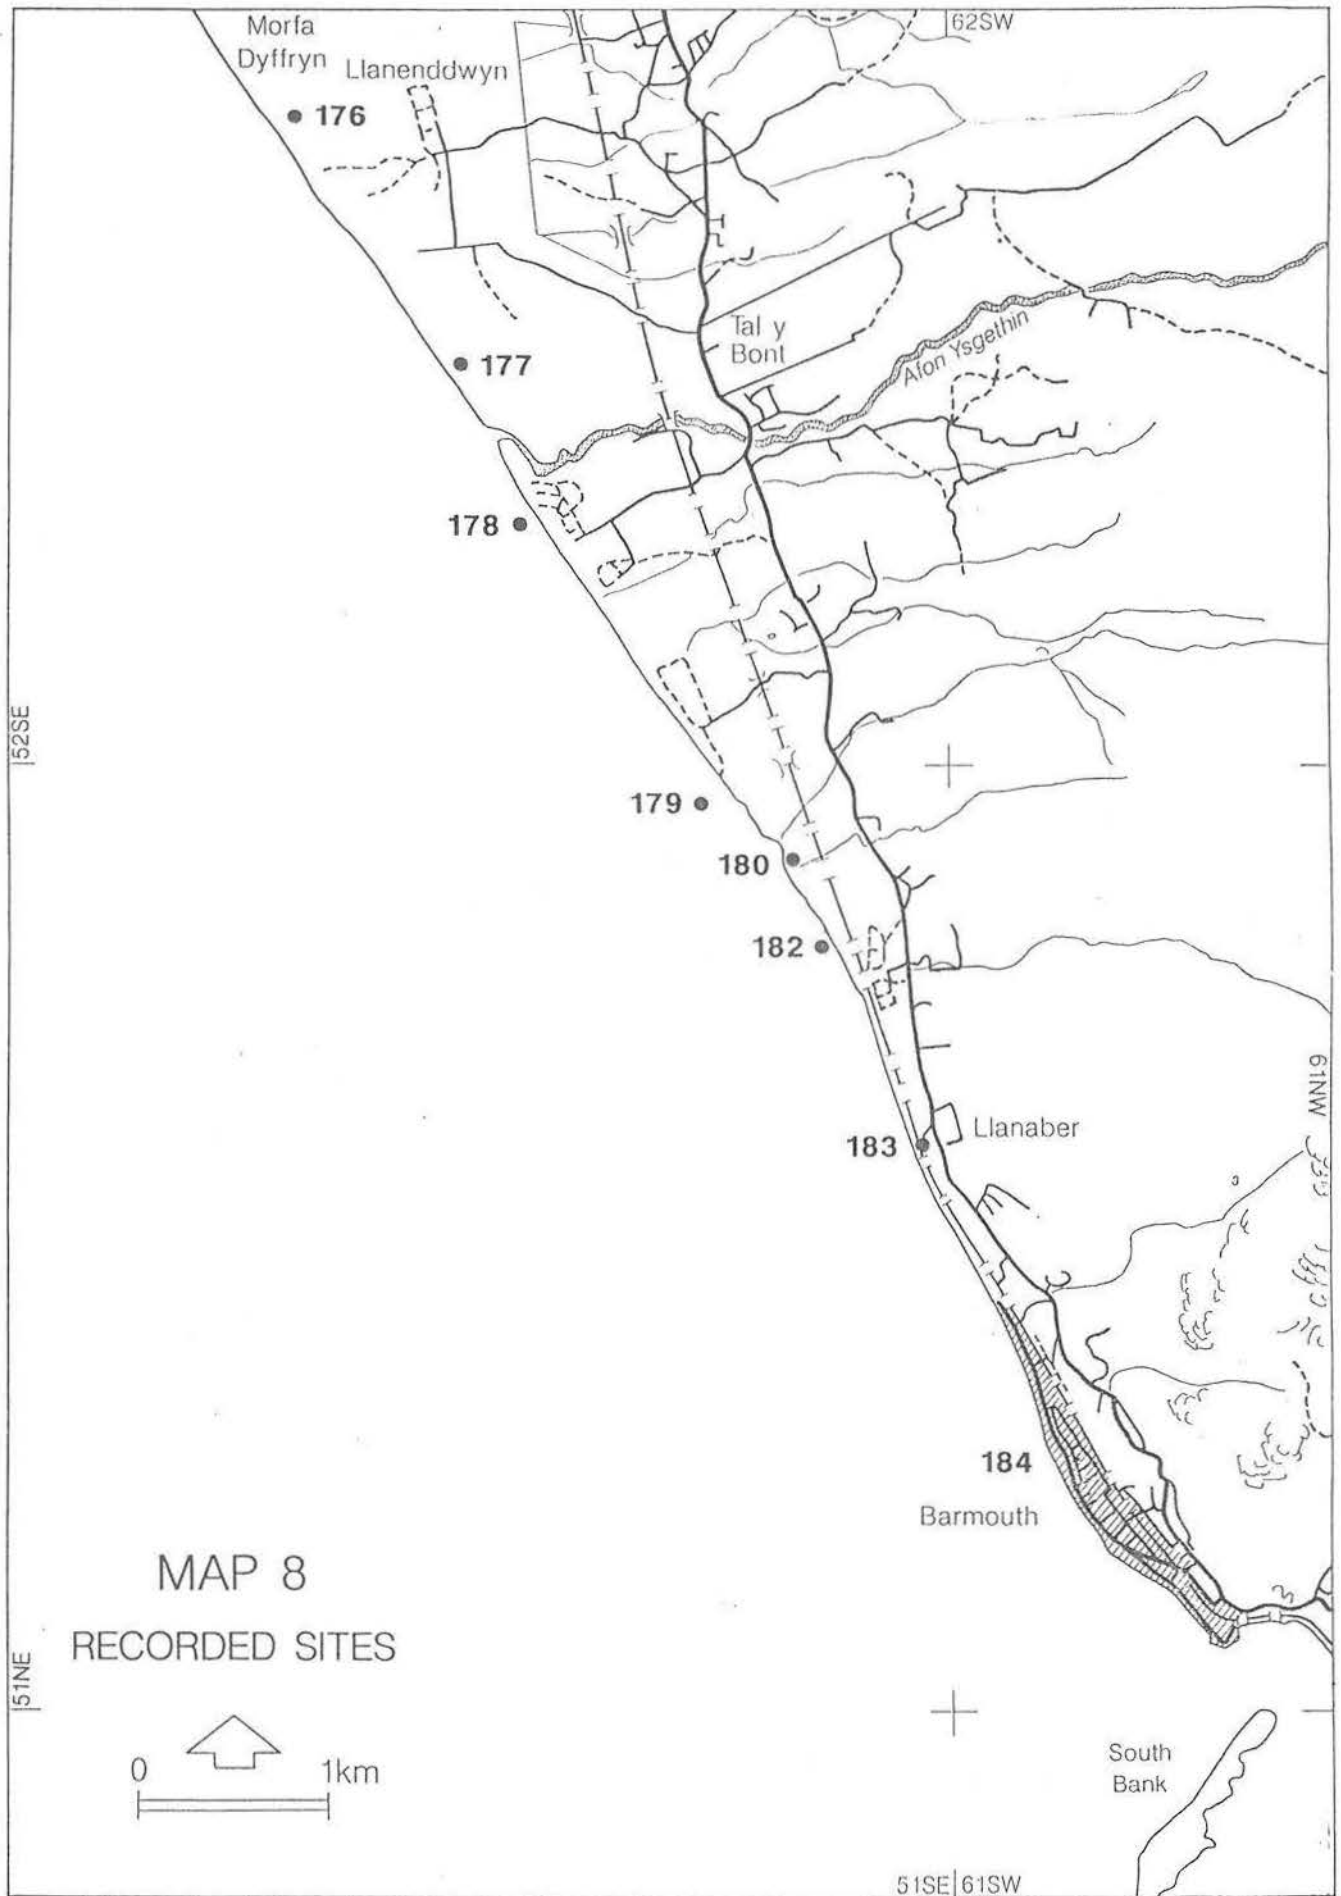 62SW
Morfa
Dyffryn
Llanenddwyn
176
Tal y
Bont
Afon Ysgethin
177
178
52SE
179
180
182
61NW
183
Llanaber
184
Barmouth
MAP 8
RECORDED SITES
51NE
0 1km
South
Bank
51SE 61SW